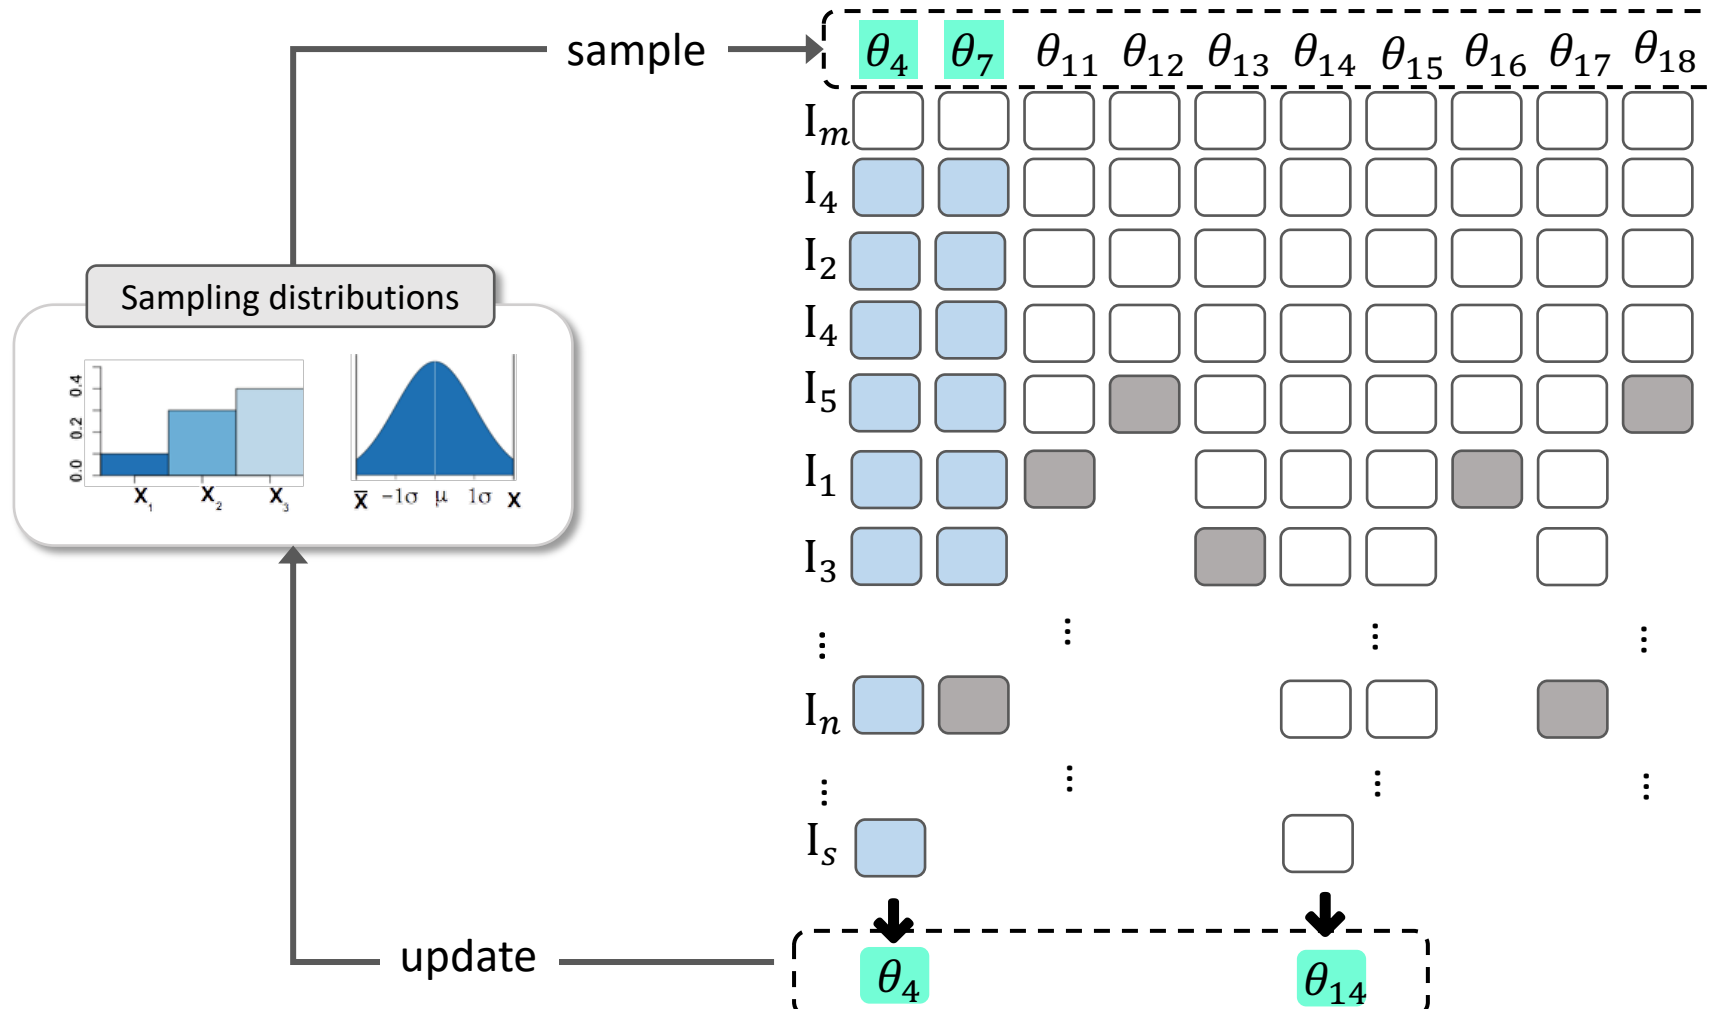 sample
θ4 θ7 θ11 θ12 θ13 θ14 θ15 θ16 θ17 θ18
Im
I4
I2
I4
I5
I1
I3
⋮ ⋮ ⋮ ⋮
In
⋮ ⋮ ⋮ ⋮
Is
Sampling distributions
0.4
0.2
0.0
X1 X2 X3
X̄ −1σ μ 1σ X
update
θ4 θ14